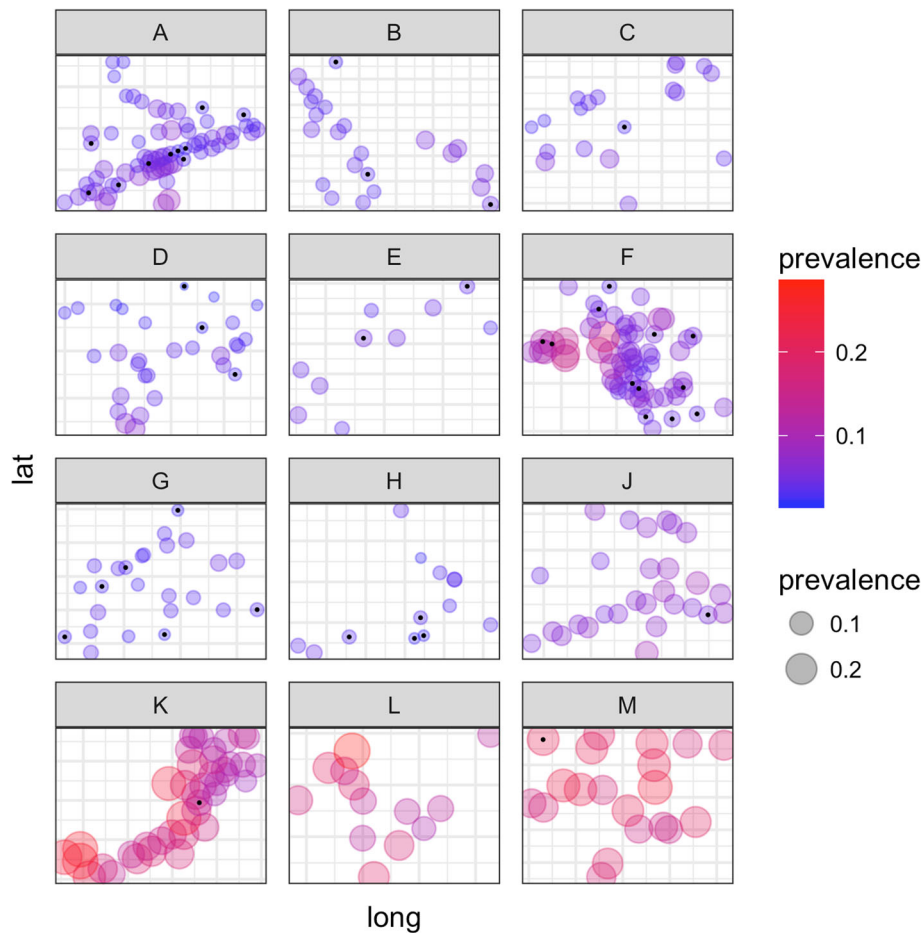 A B C
D E F
G H J
K L M
lat
long
prevalence
0.2
0.1
prevalence
0.1
0.2